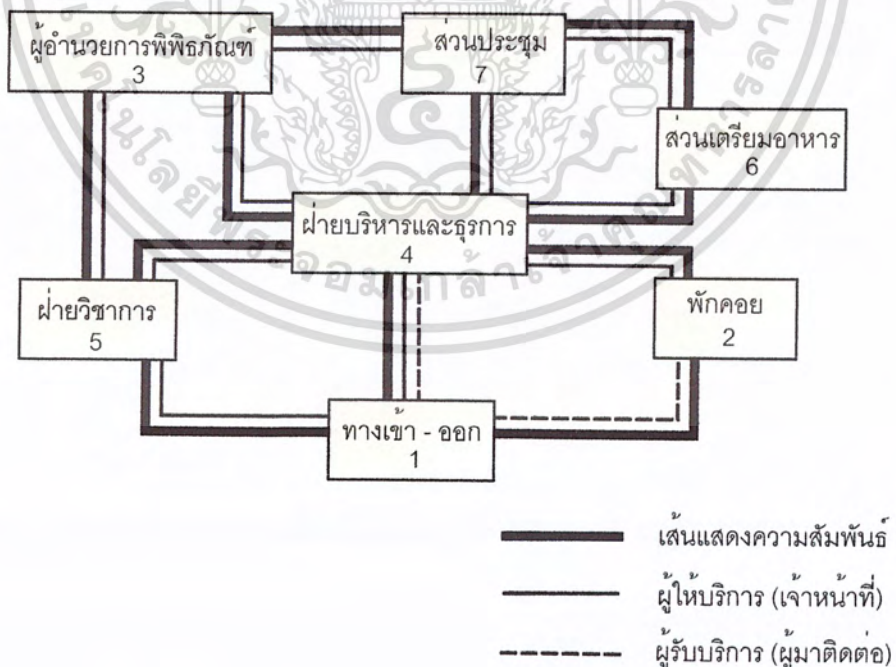 ผู้อำนวยการพิพิธภัณฑ์
3
ส่วนประชุม
7
ส่วนเตรียมอาหาร
6
ฝ่ายบริหารและธุรการ
4
ฝ่ายวิชาการ
5
พักคอย
2
ทางเข้า - ออก
1
เส้นแสดงความสัมพันธ์
ผู้ให้บริการ (เจ้าหน้าที่)
ผู้รับบริการ (ผู้มาติดต่อ)